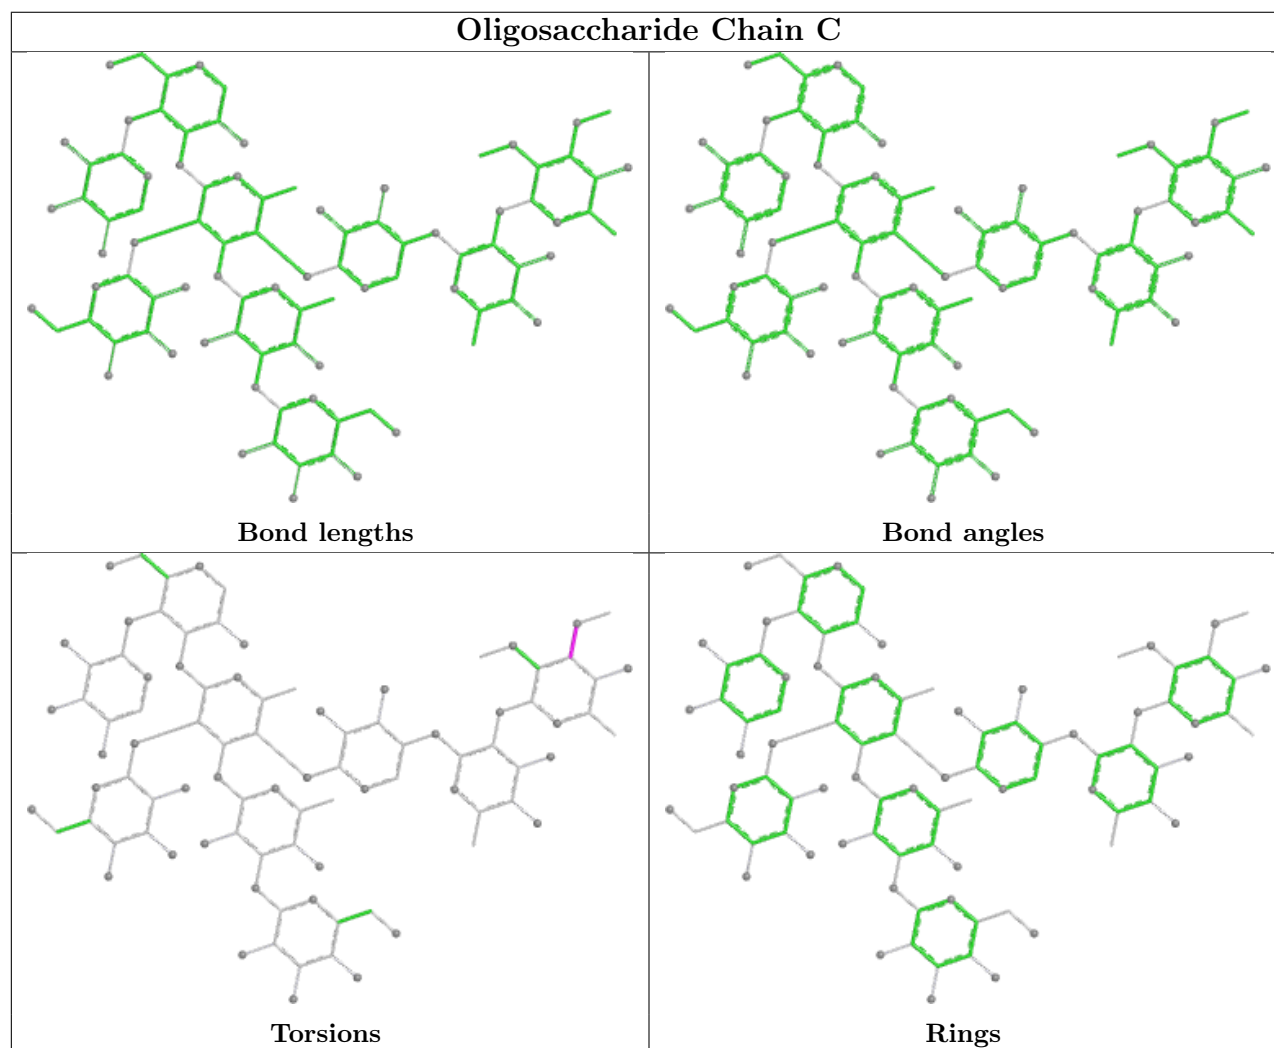 Oligosaccharide Chain C
Bond lengths
Bond angles
Torsions
Rings